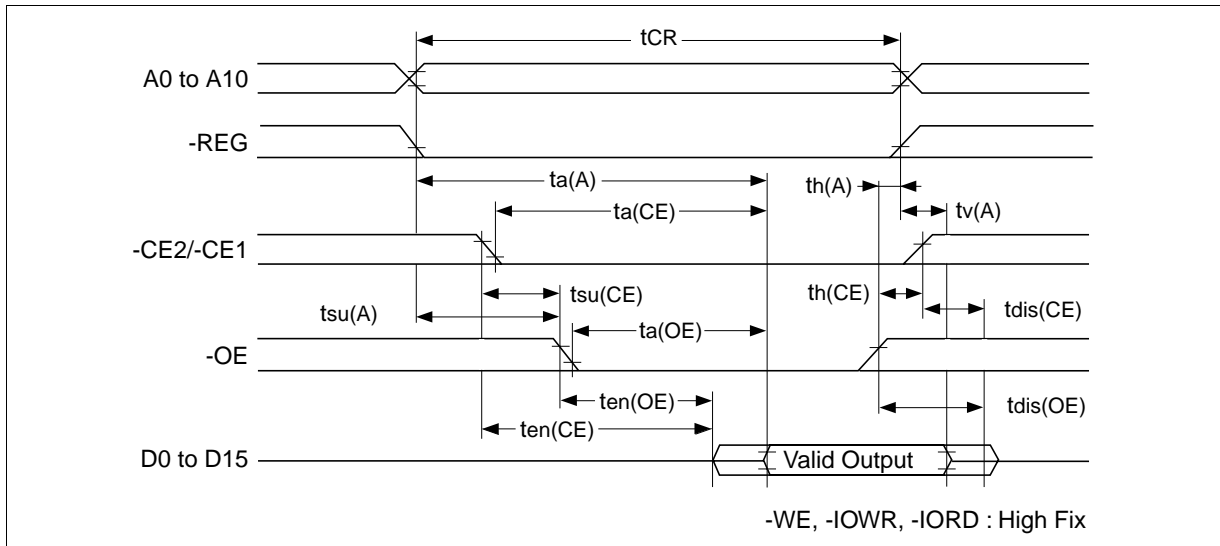 tCR
A0 to A10
-REG
ta(A)
th(A)
ta(CE)
tv(A)
-CE2/-CE1
tsu(CE)
th(CE)
tsu(A)
tdis(CE)
ta(OE)
-OE
ten(OE)
tdis(OE)
ten(CE)
D0 to D15
Valid Output
-WE, -IOWR, -IORD : High Fix